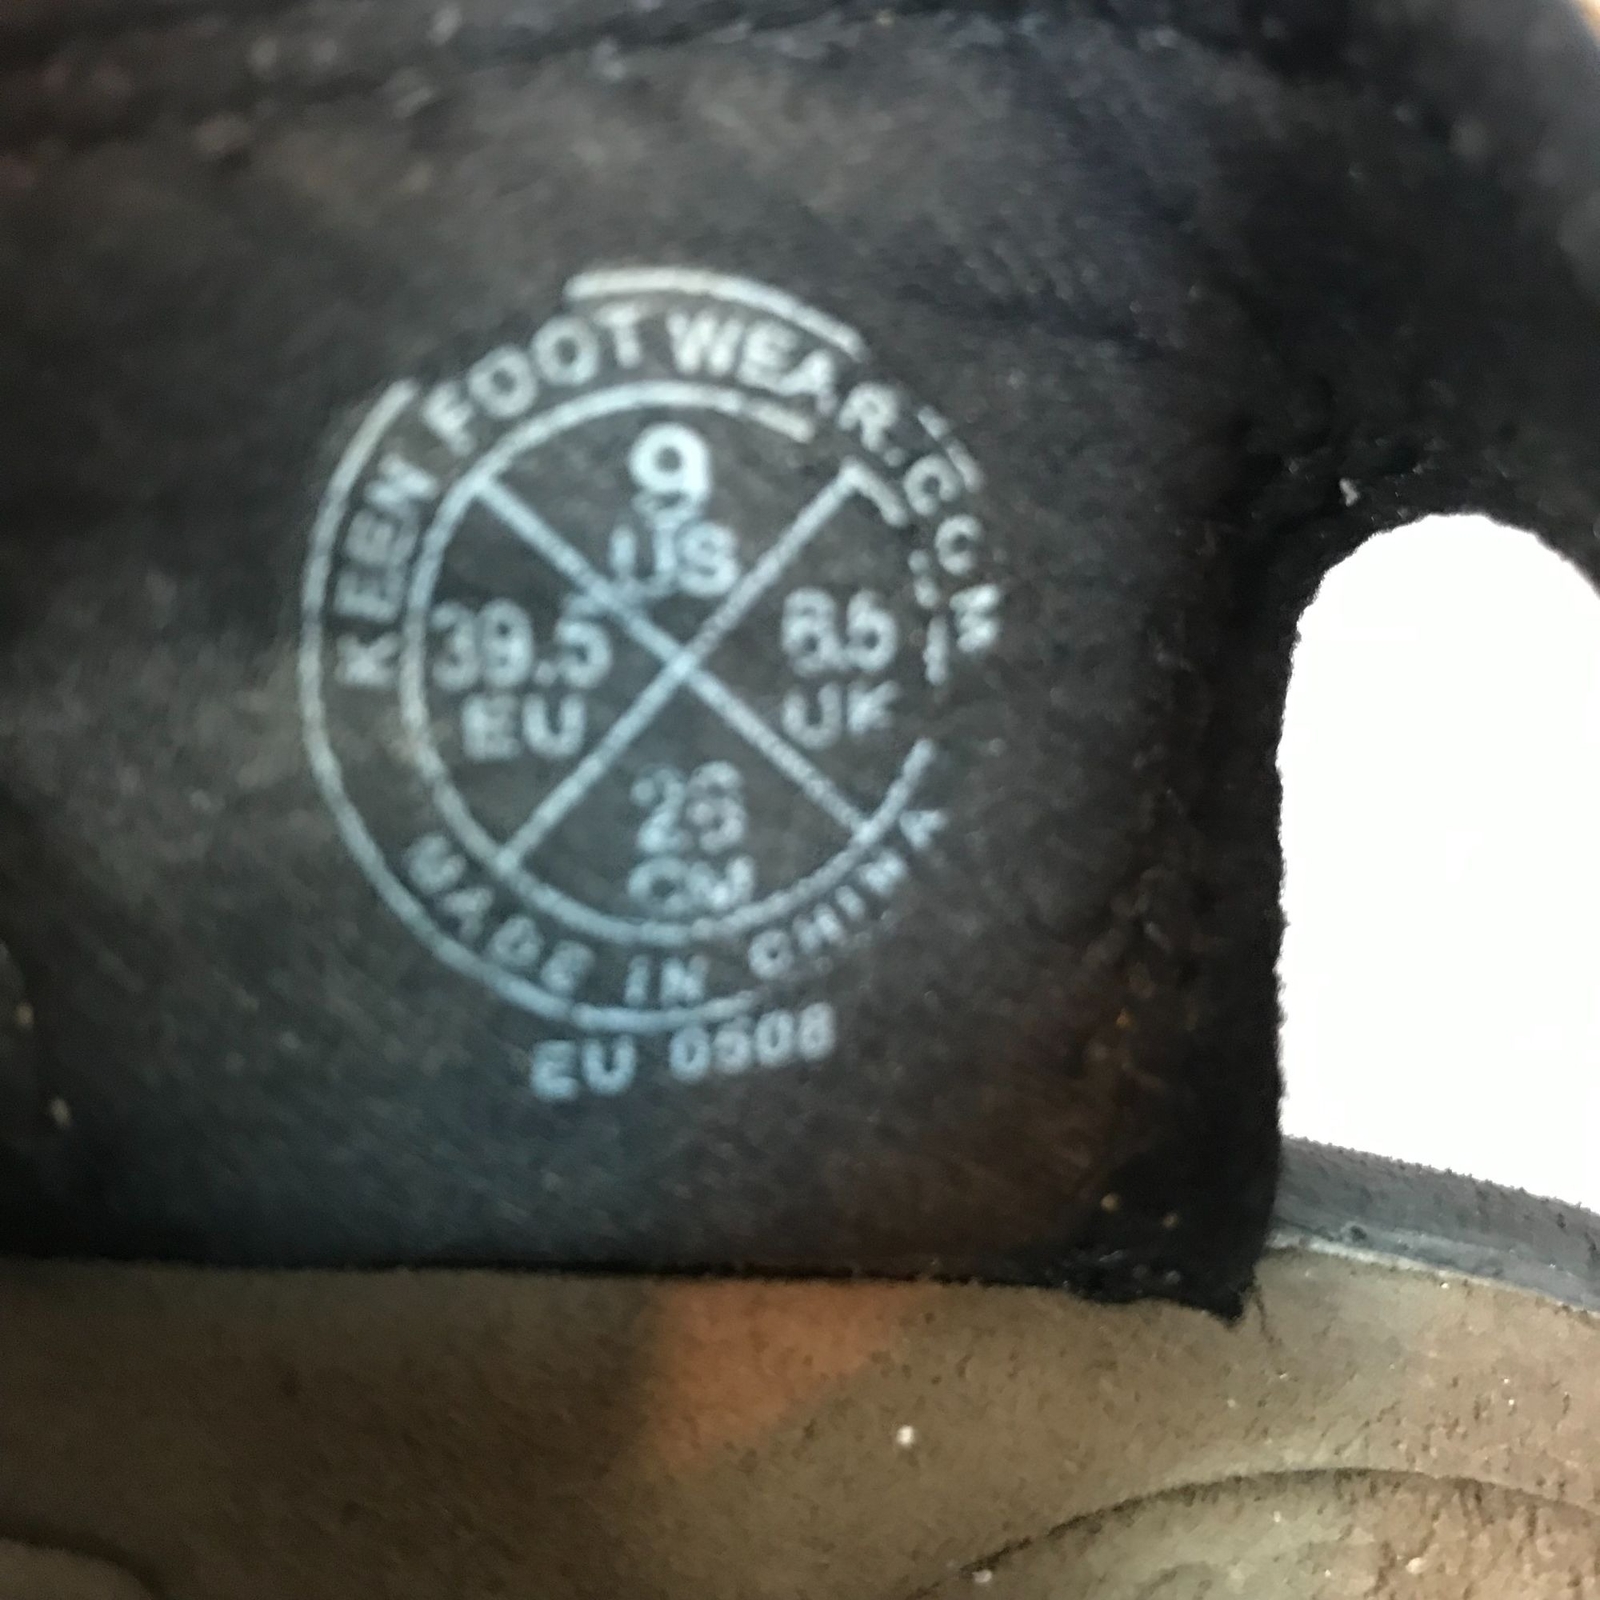 KEEN FOOTWEAR.COM
9
US
39.5
EU
6.5
UK
26
CM
MADE IN CHINA
EU 0508